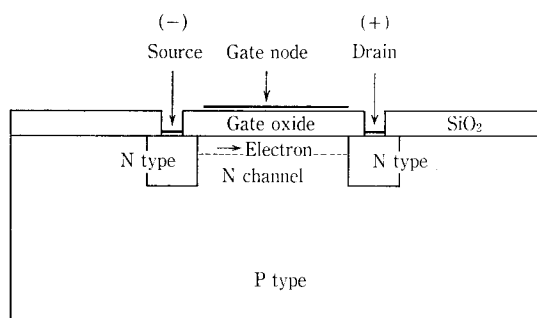 (−) (+)
Source Gate node Drain
Gate oxide SiO₂
N type → Electron N type
N channel
P type